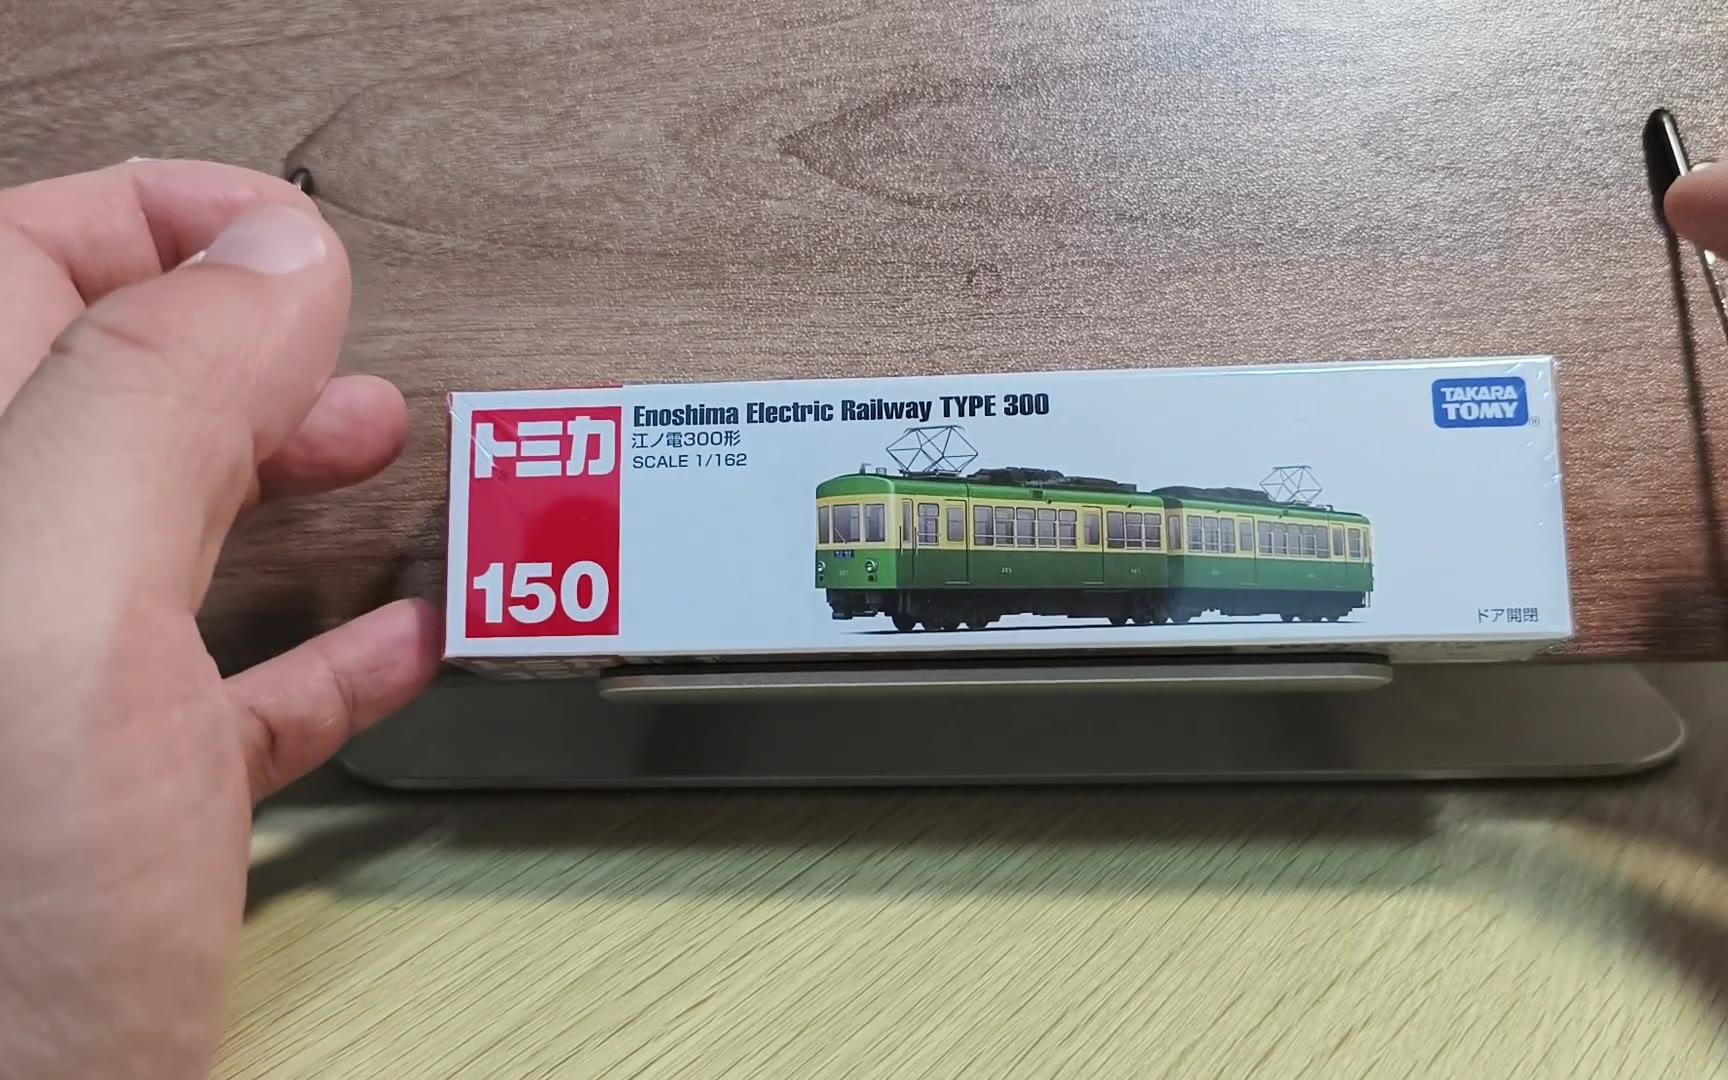 トミカ
150
Enoshima Electric Railway TYPE 300
江ノ電300形
SCALE 1/162
TAKARA
TOMY®
ドア開閉